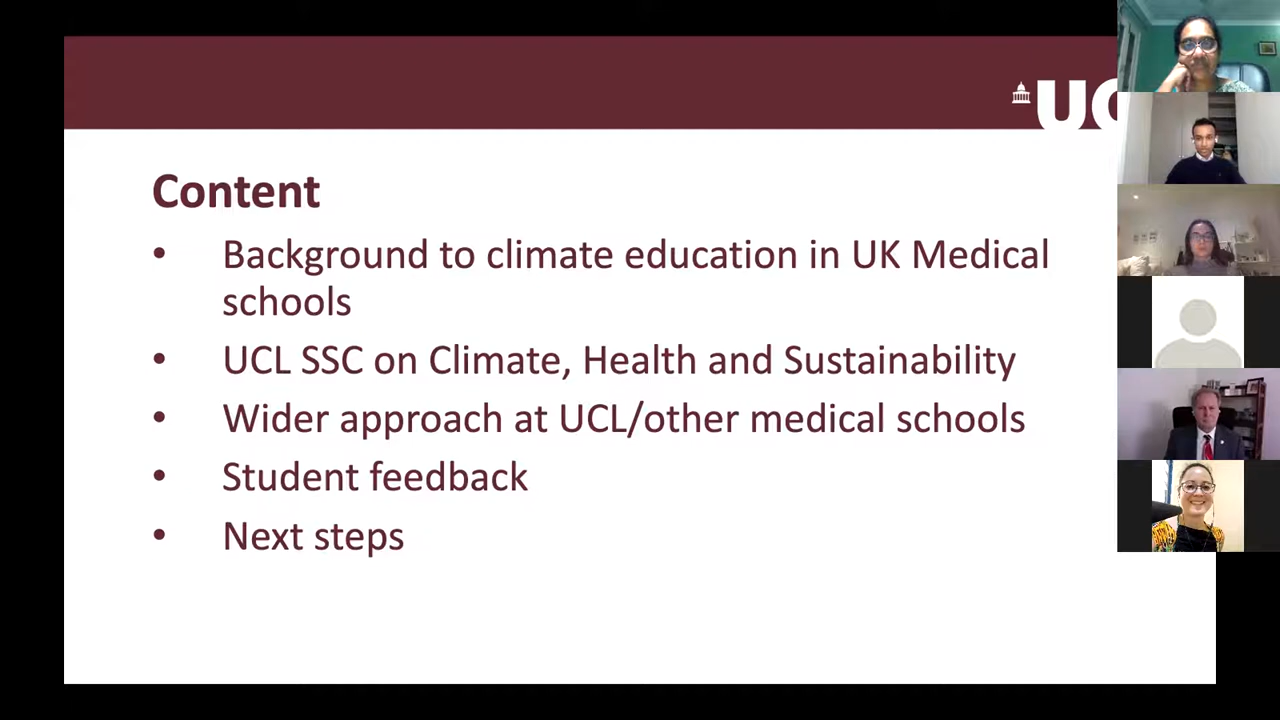 UC
Content
• Background to climate education in UK Medical
schools
• UCL SSC on Climate, Health and Sustainability
• Wider approach at UCL/other medical schools
• Student feedback
• Next steps